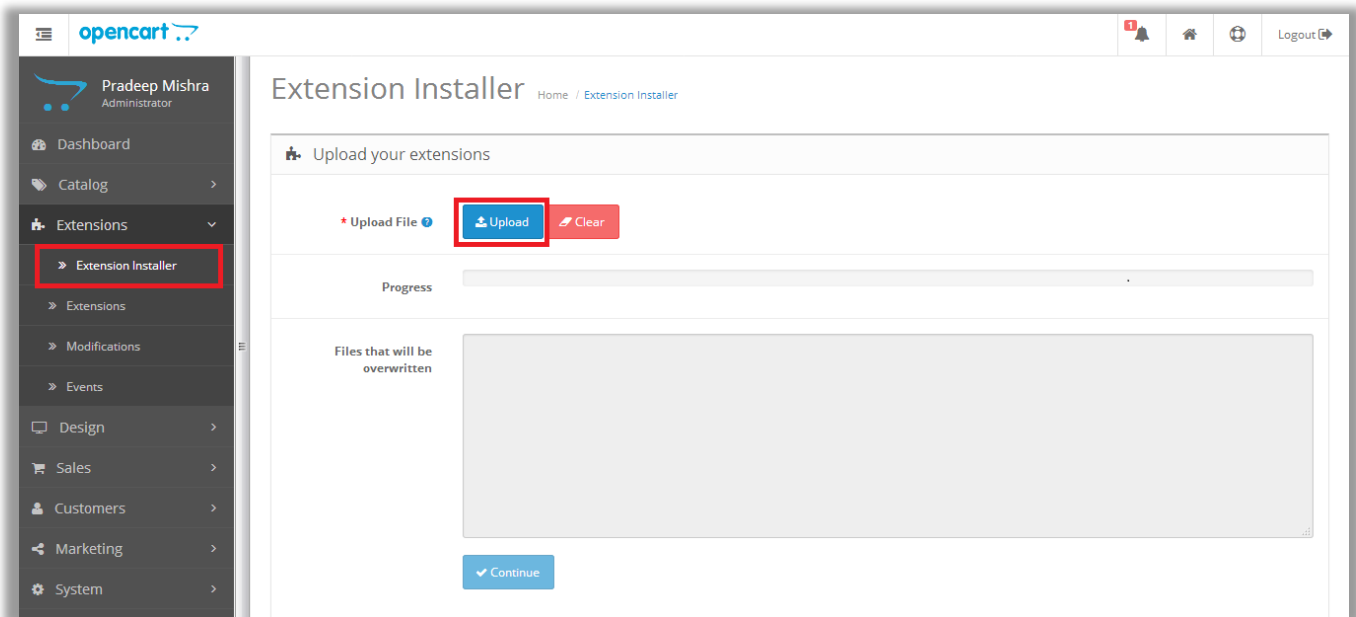 opencart
1
Logout
Pradeep Mishra
Administrator
Dashboard
Catalog
Extensions
Extension Installer
Extensions
Modifications
Events
Design
Sales
Customers
Marketing
System
Extension Installer
Home / Extension Installer
Upload your extensions
* Upload File
Upload
Clear
Progress
Files that will be
overwritten
Continue